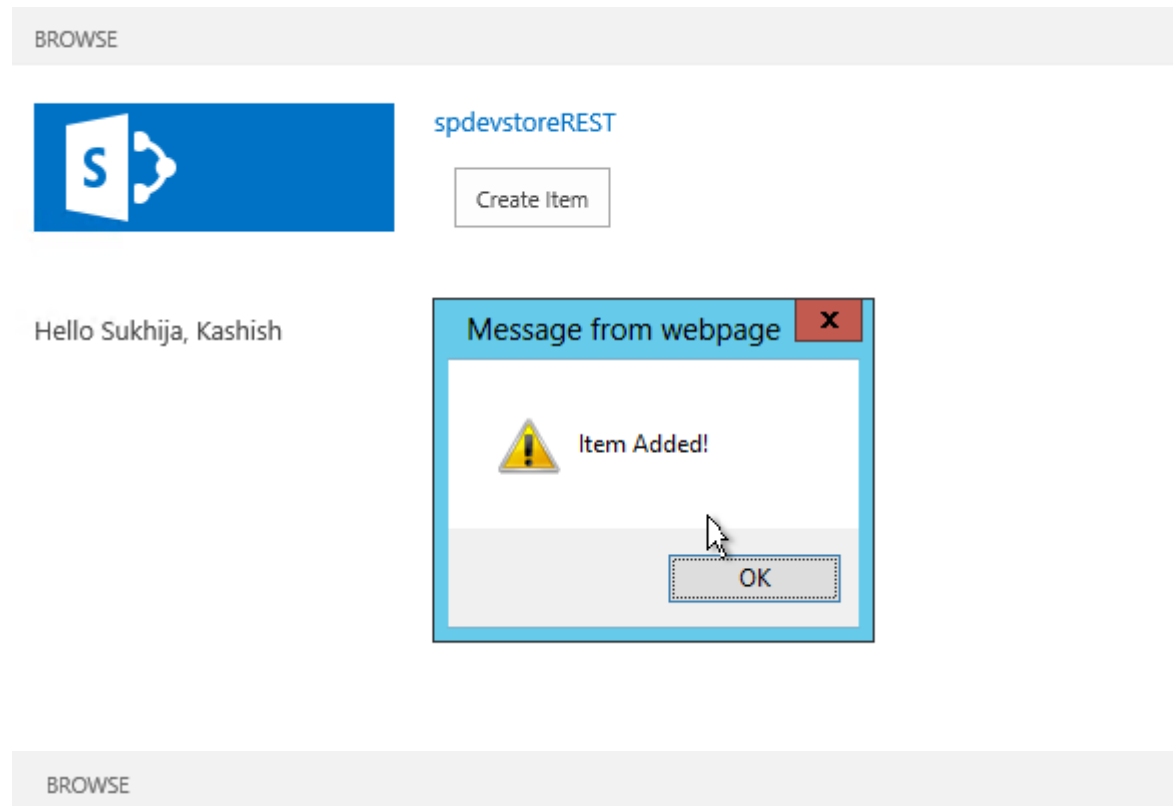 BROWSE
S
spdevstoreREST
Create Item
Hello Sukhija, Kashish
Message from webpage
x
Item Added!
OK
BROWSE